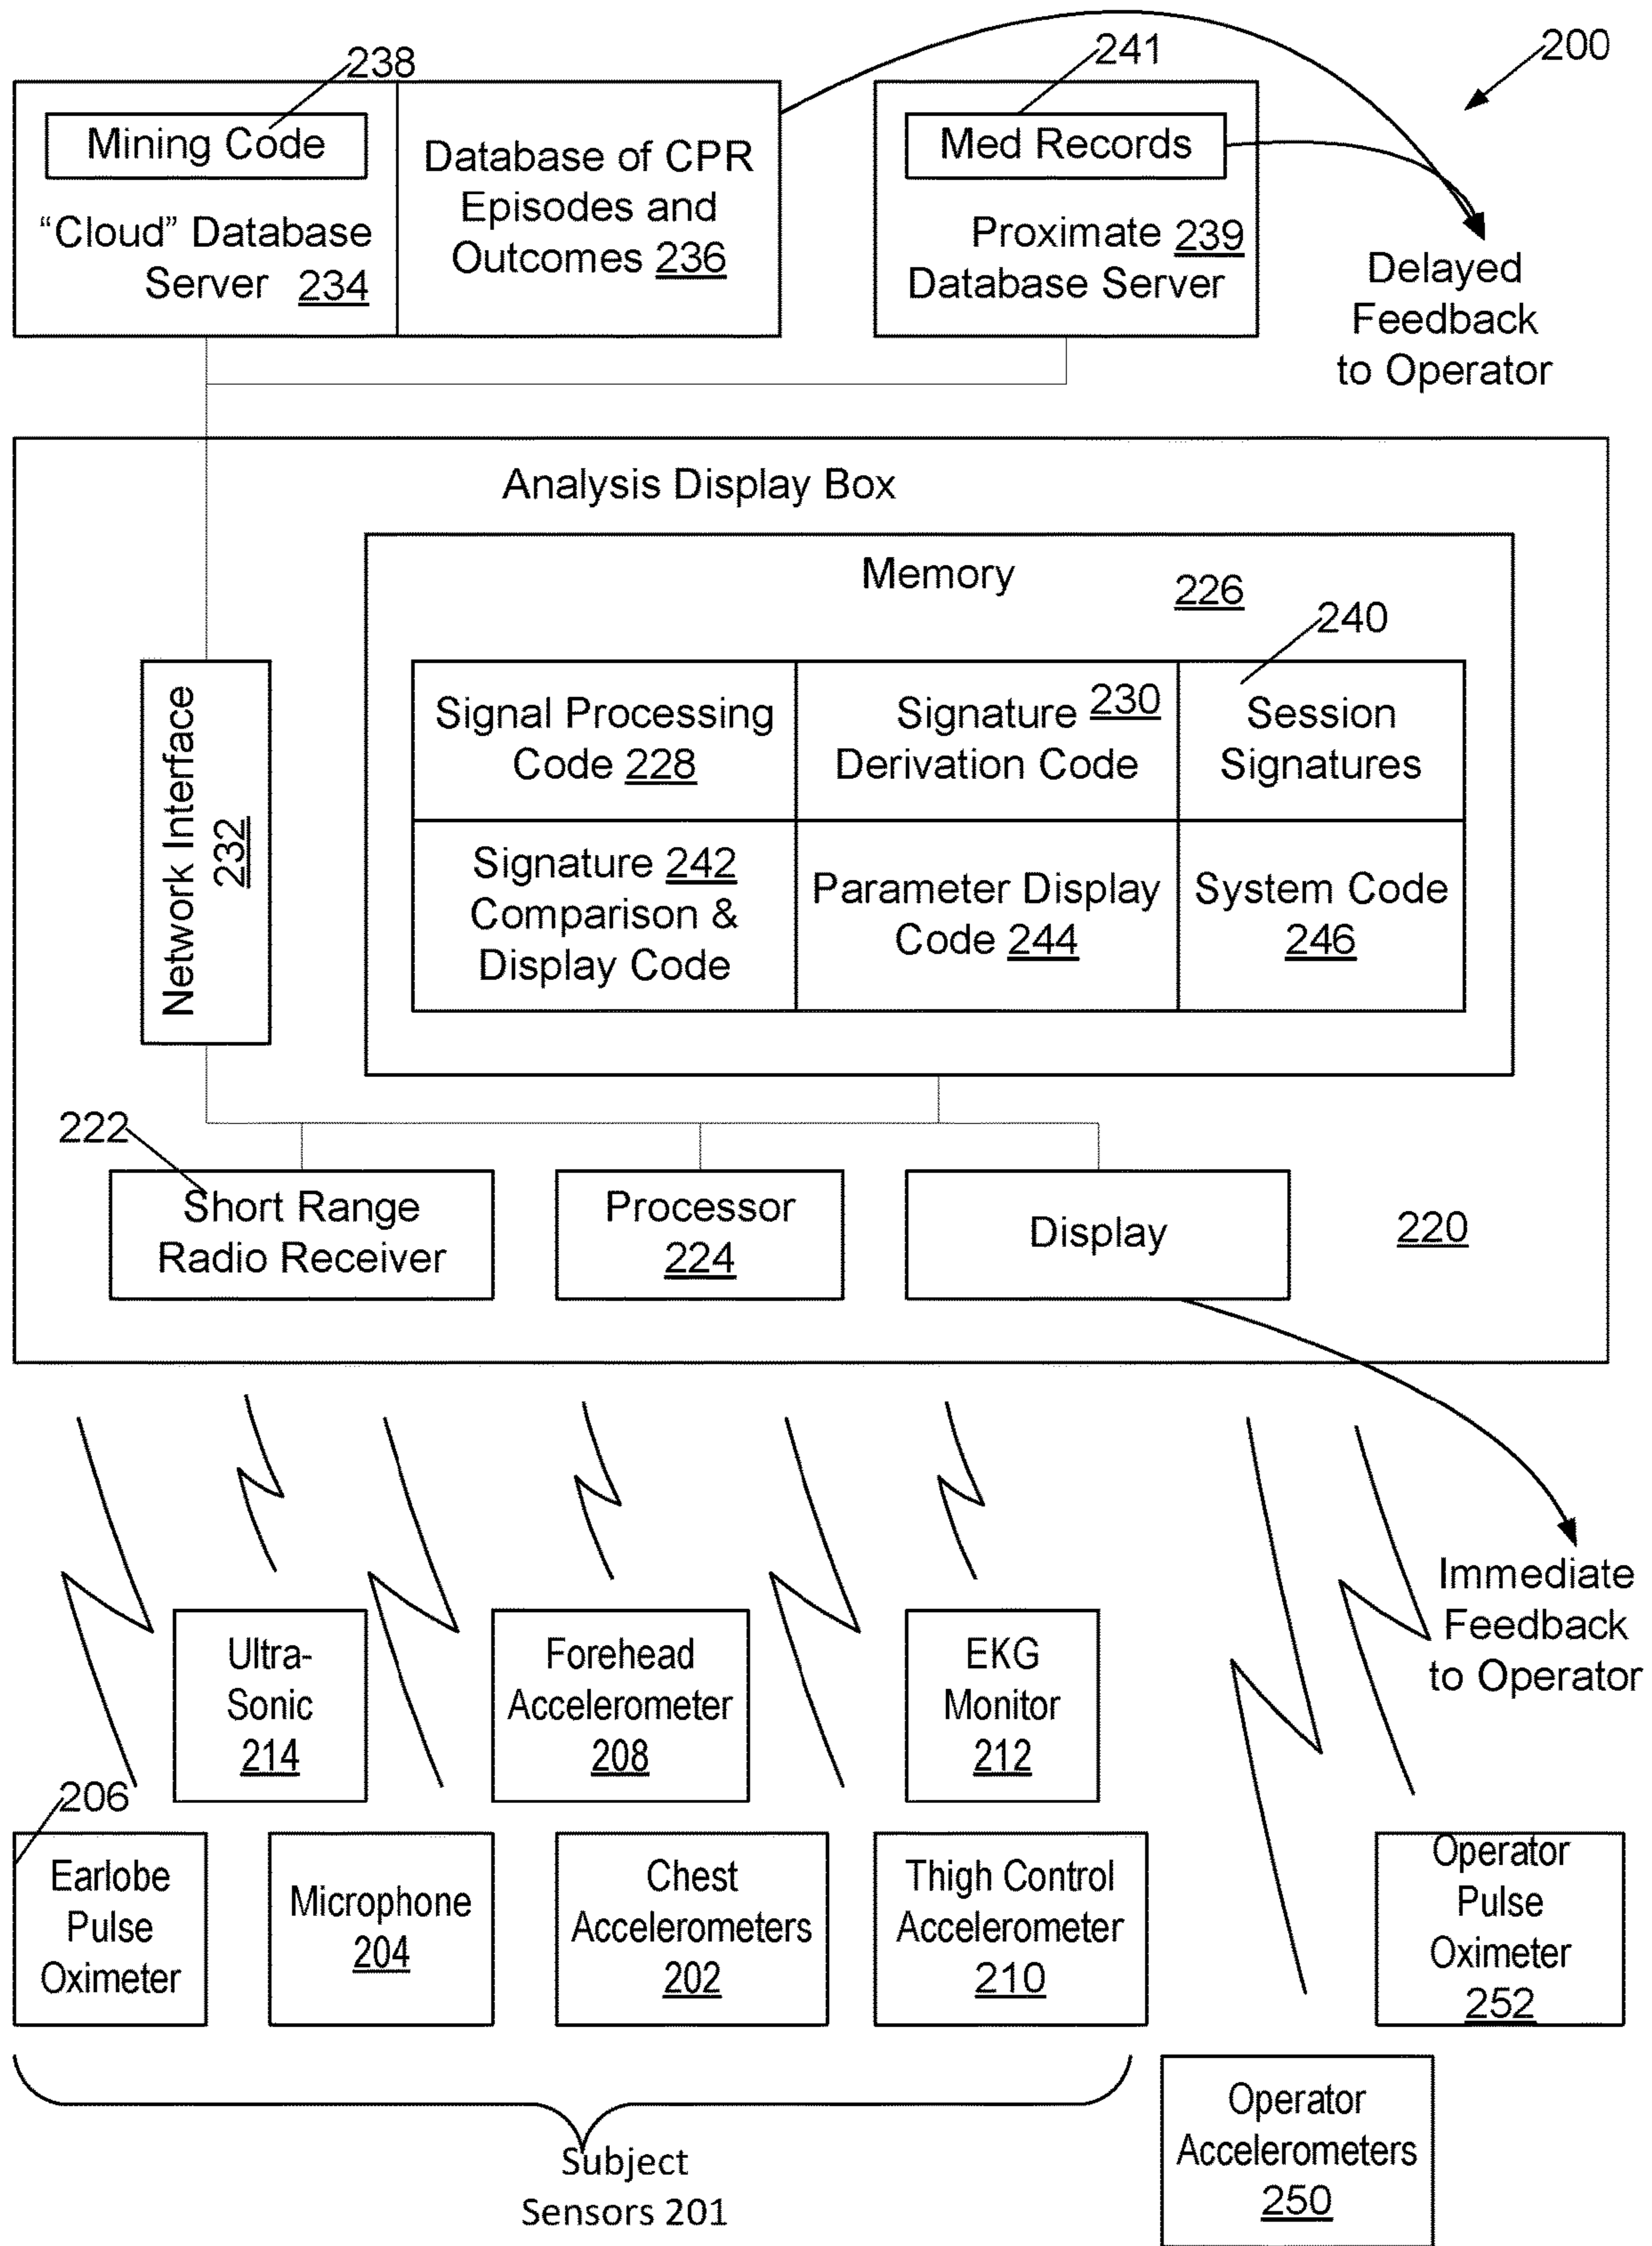 200
238
241
Mining Code
"Cloud" Database
Server 234
Database of CPR
Episodes and
Outcomes 236
Med Records
Proximate 239
Database Server
Delayed
Feedback
to Operator
Analysis Display Box
Memory
226
240
Network Interface
232
Signal Processing
Code 228
Signature 230
Derivation Code
Session
Signatures
Signature 242
Comparison &
Display Code
Parameter Display
Code 244
System Code
246
222
Short Range
Radio Receiver
Processor
224
Display
220
Immediate
Feedback
to Operator
Ultra-
Sonic
214
Forehead
Accelerometer
208
EKG
Monitor
212
206
Earlobe
Pulse
Oximeter
Microphone
204
Chest
Accelerometers
202
Thigh Control
Accelerometer
210
Operator
Pulse
Oximeter
252
Subject
Sensors 201
Operator
Accelerometers
250